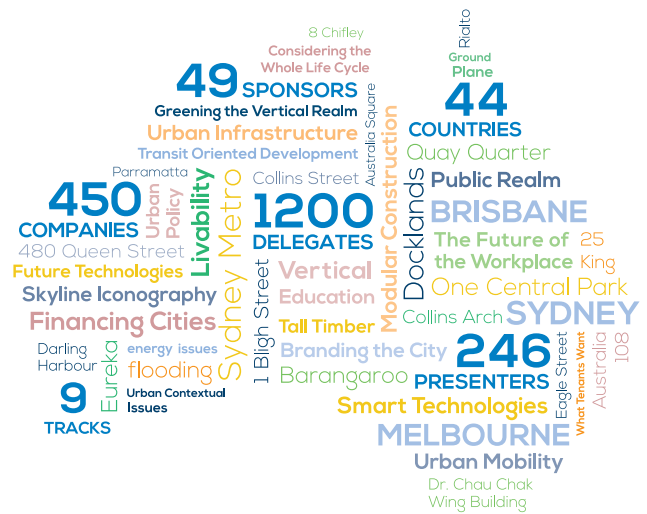 8 Chifley
Considering the
Whole Life Cycle
49 SPONSORS
Greening the Vertical Realm
Urban Infrastructure
Transit Oriented Development
Australia Square
Modular Construction
Rialto
Ground
Plane
44
COUNTRIES
Quay Quarter
Public Realm
BRISBANE
Docklands
The Future of
the Workplace
25
King
One Central Park
Collins Arch
SYDNEY
Parramatta
450
COMPANIES
Urban
Policy
Livability
Sydney Metro
Collins Street
1200
DELEGATES
480 Queen Street
Future Technologies
Skyline Iconography
Financing Cities
1 Bligh Street
Vertical
Education
Tall Timber
Branding the City
Barangaroo
Darling
Harbour
Eureka
energy issues
flooding
Urban Contextual
Issues
9
TRACKS
246
PRESENTERS
Eagle Street
What Tenants Want
Australia
108
Smart Technologies
MELBOURNE
Urban Mobility
Dr. Chau Chak
Wing Building